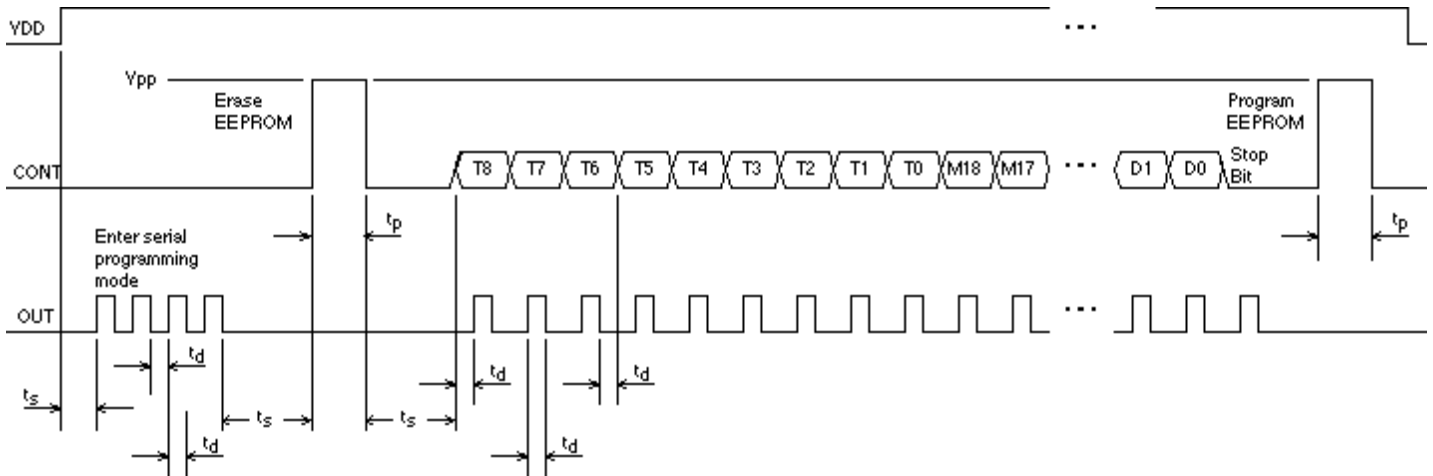 VDD
...
Vpp
Erase
EEPROM
Program
EEPROM
CONT
T8 T7 T6 T5 T4 T3 T2 T1 T0 M18 M17 ... D1 D0
Stop
Bit
tp
tp
Enter serial
programming
mode
OUT
...
td
td
td
ts
ts
ts
td
td